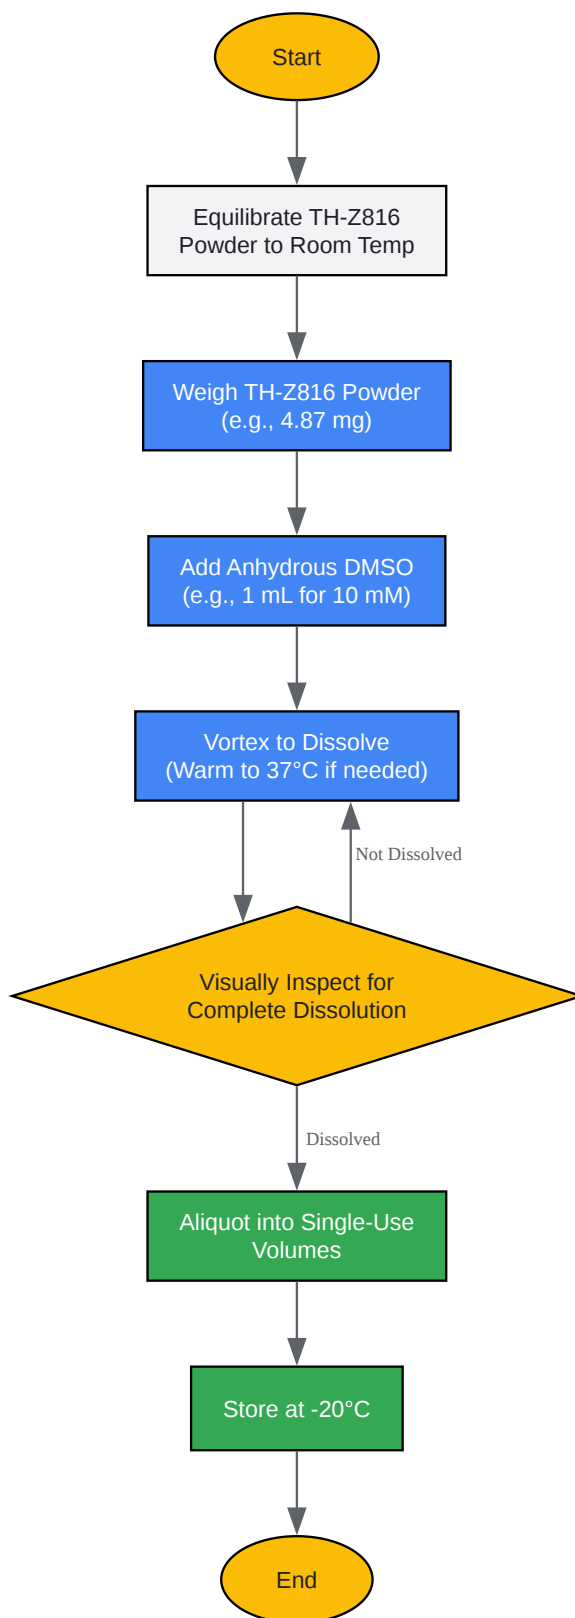 Start
Equilibrate TH-Z816
Powder to Room Temp
Weigh TH-Z816 Powder
(e.g., 4.87 mg)
Add Anhydrous DMSO
(e.g., 1 mL for 10 mM)
Vortex to Dissolve
(Warm to 37°C if needed)
Not Dissolved
Visually Inspect for
Complete Dissolution
Dissolved
Aliquot into Single-Use
Volumes
Store at -20°C
End